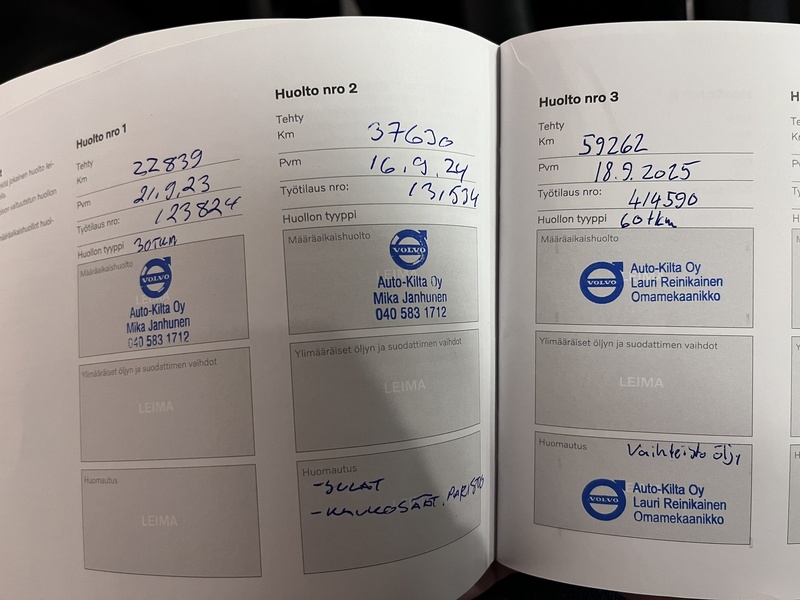 Huolto nro 1
Tehty
Km 22839
Pvm 21.9.23
Työtilaus nro: 123824
Huollon tyyppi 30TKM
Määräaikaishuolto
VOLVO
LEIMA
Auto-Kilta Oy
Mika Janhunen
040 583 1712
Ylimääräiset öljyn ja suodattimen vaihdot
LEIMA
Huomautus
LEIMA
Huolto nro 2
Tehty
Km 37630
Pvm 16.9.24
Työtilaus nro: 131534
Huollon tyyppi
Määräaikaishuolto
VOLVO
LEIMA
Auto-Kilta Oy
Mika Janhunen
040 583 1712
Ylimääräiset öljyn ja suodattimen vaihdot
LEIMA
Huomautus
-SULAT
-KAUKOSÄÄT. PARISTO
Huolto nro 3
Tehty
Km 59262
Pvm 18.9.2025
Työtilaus nro: 414590
Huollon tyyppi 60tkm
Määräaikaishuolto
VOLVO
Auto-Kilta Oy
Lauri Reinikainen
Omamekaanikko
Ylimääräiset öljyn ja suodattimen vaihdot
LEIMA
Huomautus Vaihteisto öljy
VOLVO
Auto-Kilta Oy
Lauri Reinikainen
Omamekaanikko